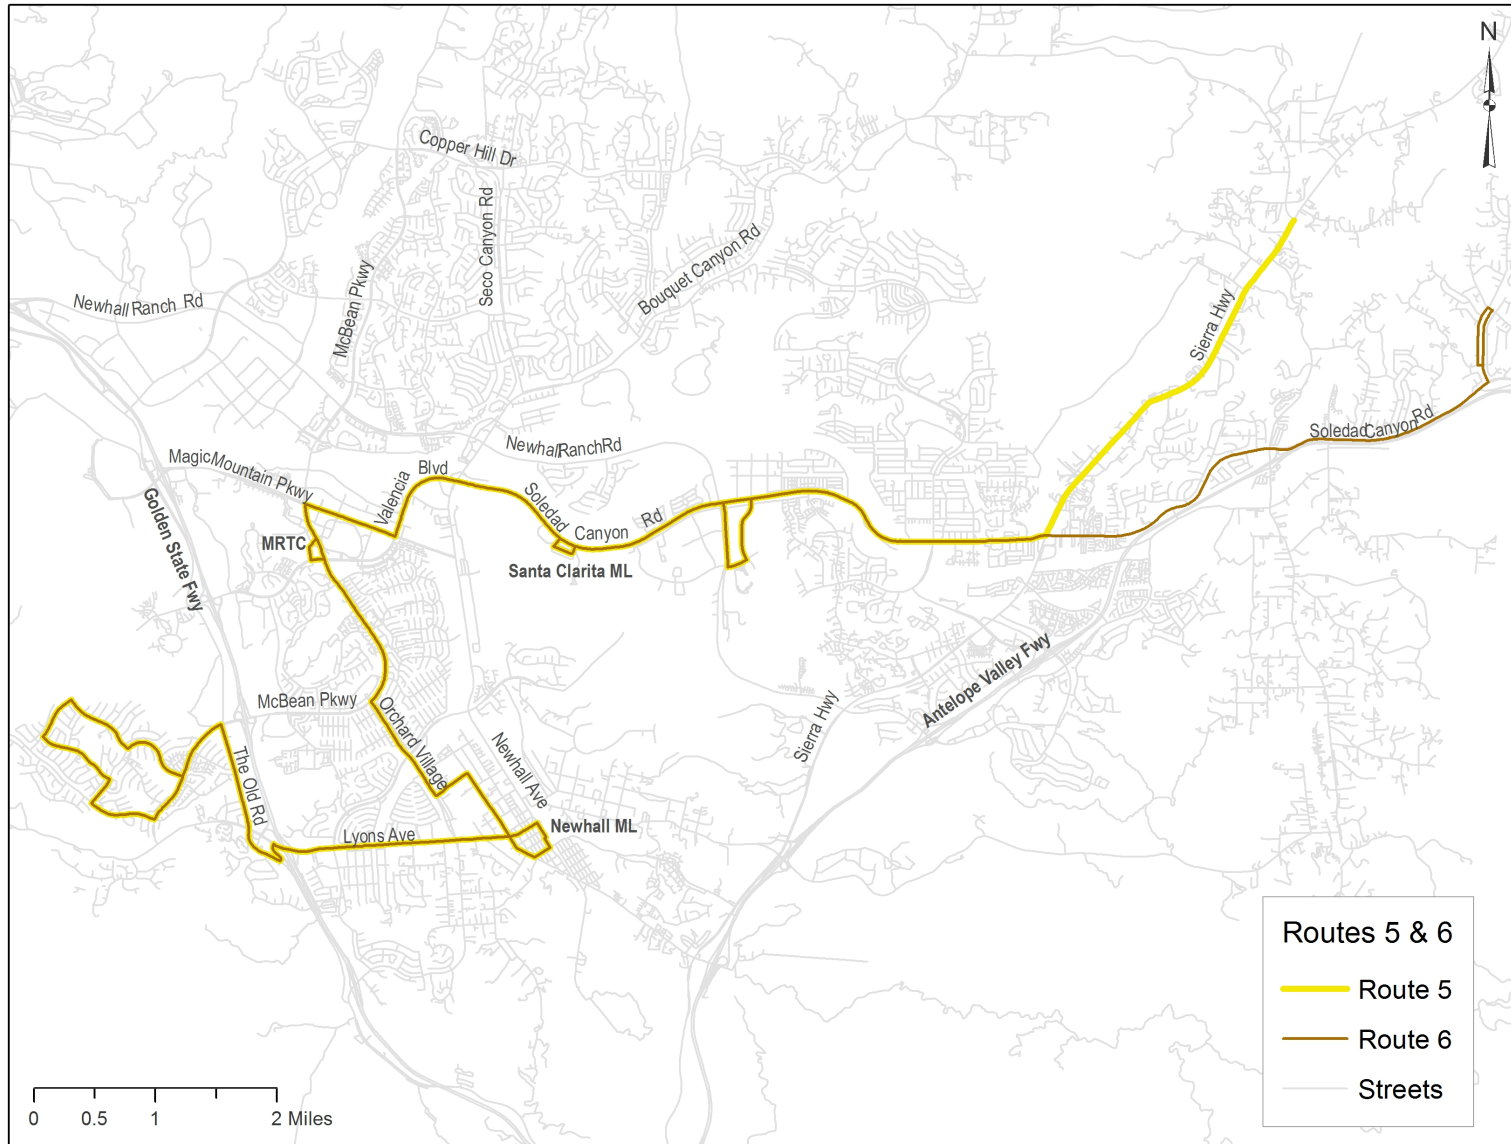 N
Copper Hill Dr
Seco Canyon Rd
Bouquet Canyon Rd
McBean Pkwy
Newhall Ranch Rd
Sierra Hwy
Soledad Canyon Rd
Newhall Ranch Rd
Magic Mountain Pkwy
Valencia Blvd
Golden State Fwy
Soledad Canyon Rd
MRTC
Santa Clarita ML
McBean Pkwy
Orchard Village
Newhall Ave
Sierra Hwy
Antelope Valley Fwy
The Old Rd
Lyons Ave
Newhall ML
Routes 5 & 6
Route 5
Route 6
Streets
0 0.5 1 2 Miles